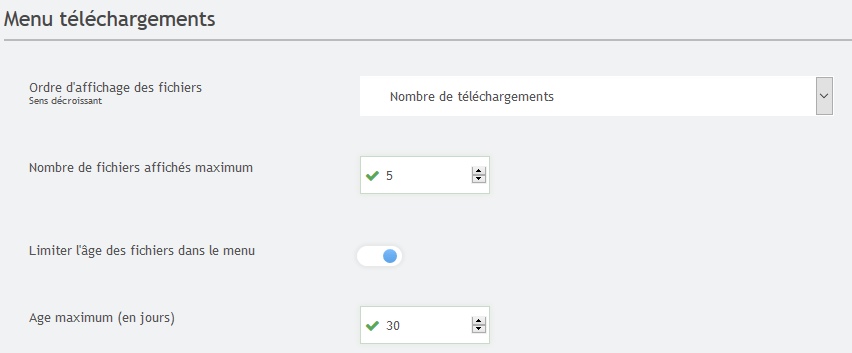 Menu téléchargements
Ordre d'affichage des fichiers
Sens décroissant
Nombre de téléchargements
Nombre de fichiers affichés maximum
5
Limiter l'âge des fichiers dans le menu
Age maximum (en jours)
30